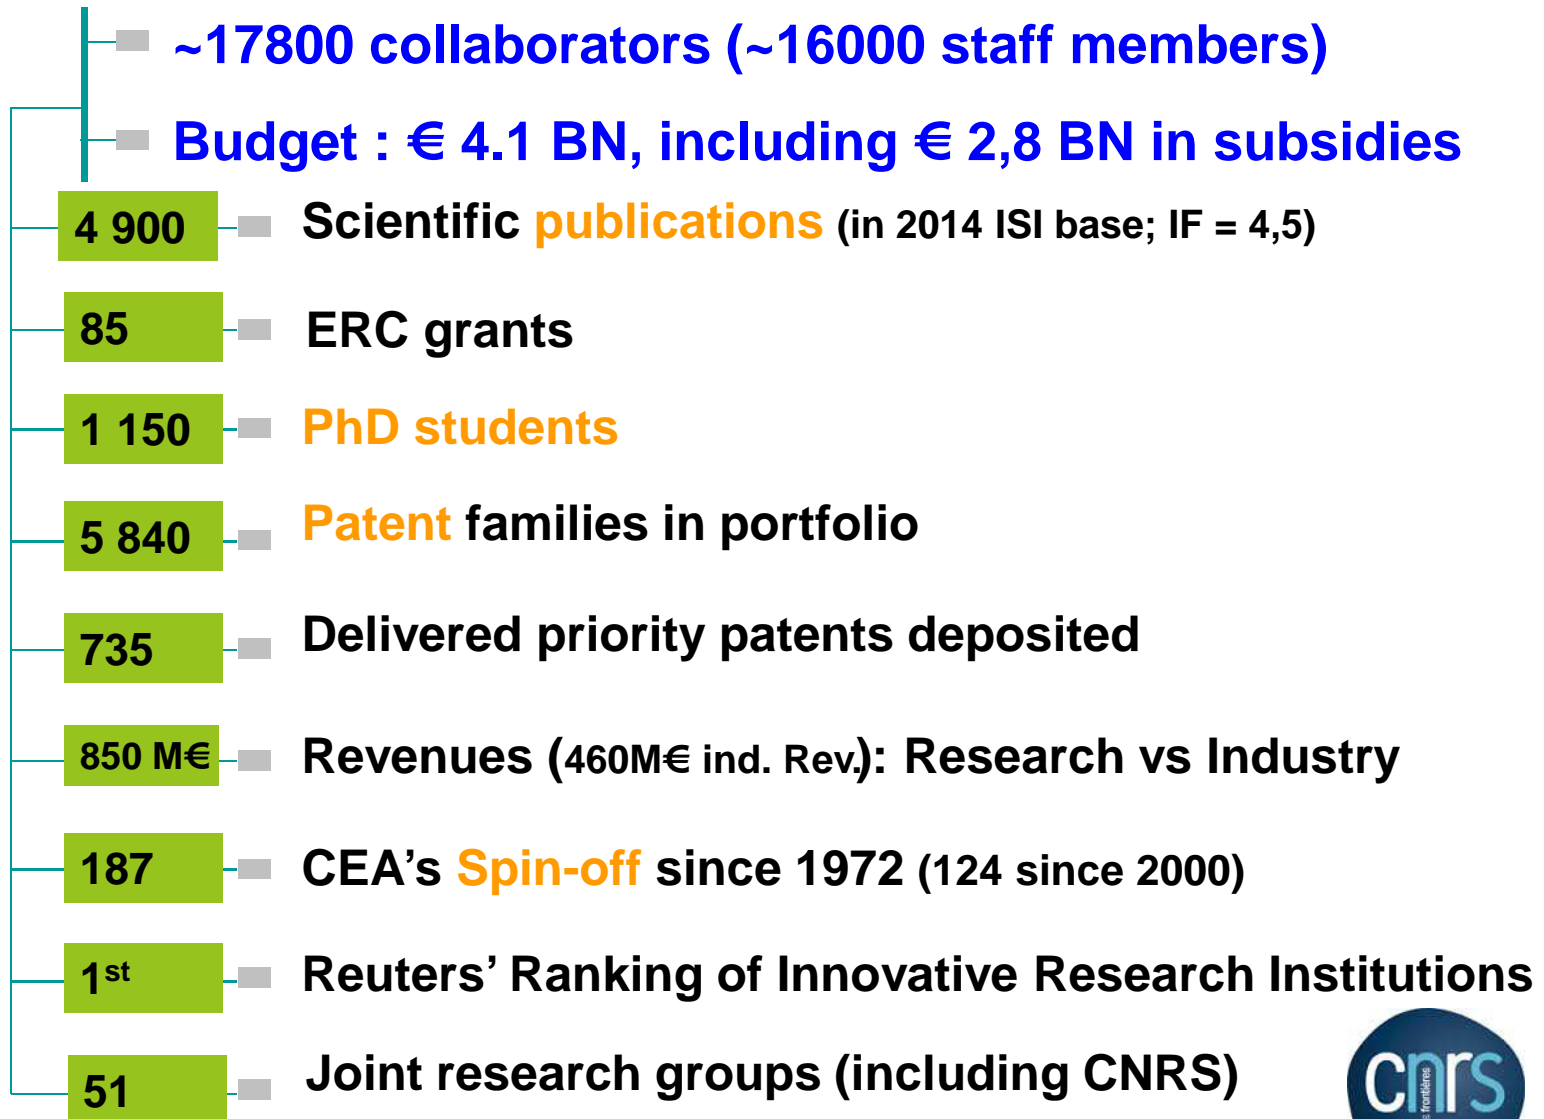 ~17800 collaborators (~16000 staff members)
Budget : € 4.1 BN, including € 2,8 BN in subsidies
4 900 Scientific publications (in 2014 ISI base; IF = 4,5)
85 ERC grants
1 150 PhD students
5 840 Patent families in portfolio
735 Delivered priority patents deposited
850 M€ Revenues (460M€ ind. Rev.): Research vs Industry
187 CEA’s Spin-off since 1972 (124 since 2000)
1st Reuters’ Ranking of Innovative Research Institutions
51 Joint research groups (including CNRS)
cnrs
frontières